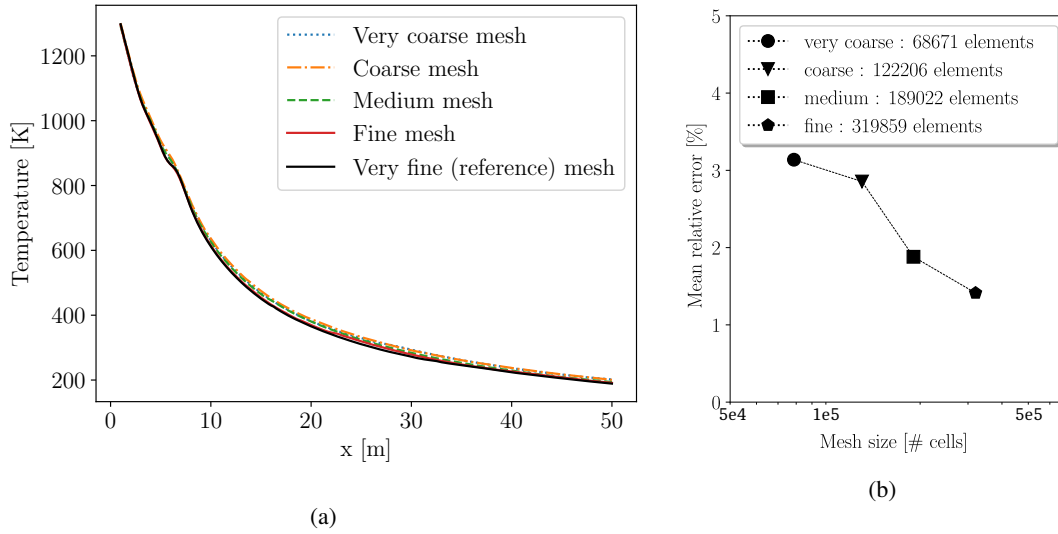 1200
1000
800
600
400
200
Temperature [K]
0
10
20
30
40
50
x [m]
Very coarse mesh
Coarse mesh
Medium mesh
Fine mesh
Very fine (reference) mesh
(a)
5
4
3
2
1
0
Mean relative error [%]
5e4
1e5
5e5
Mesh size [# cells]
very coarse : 68671 elements
coarse : 122206 elements
medium : 189022 elements
fine : 319859 elements
(b)